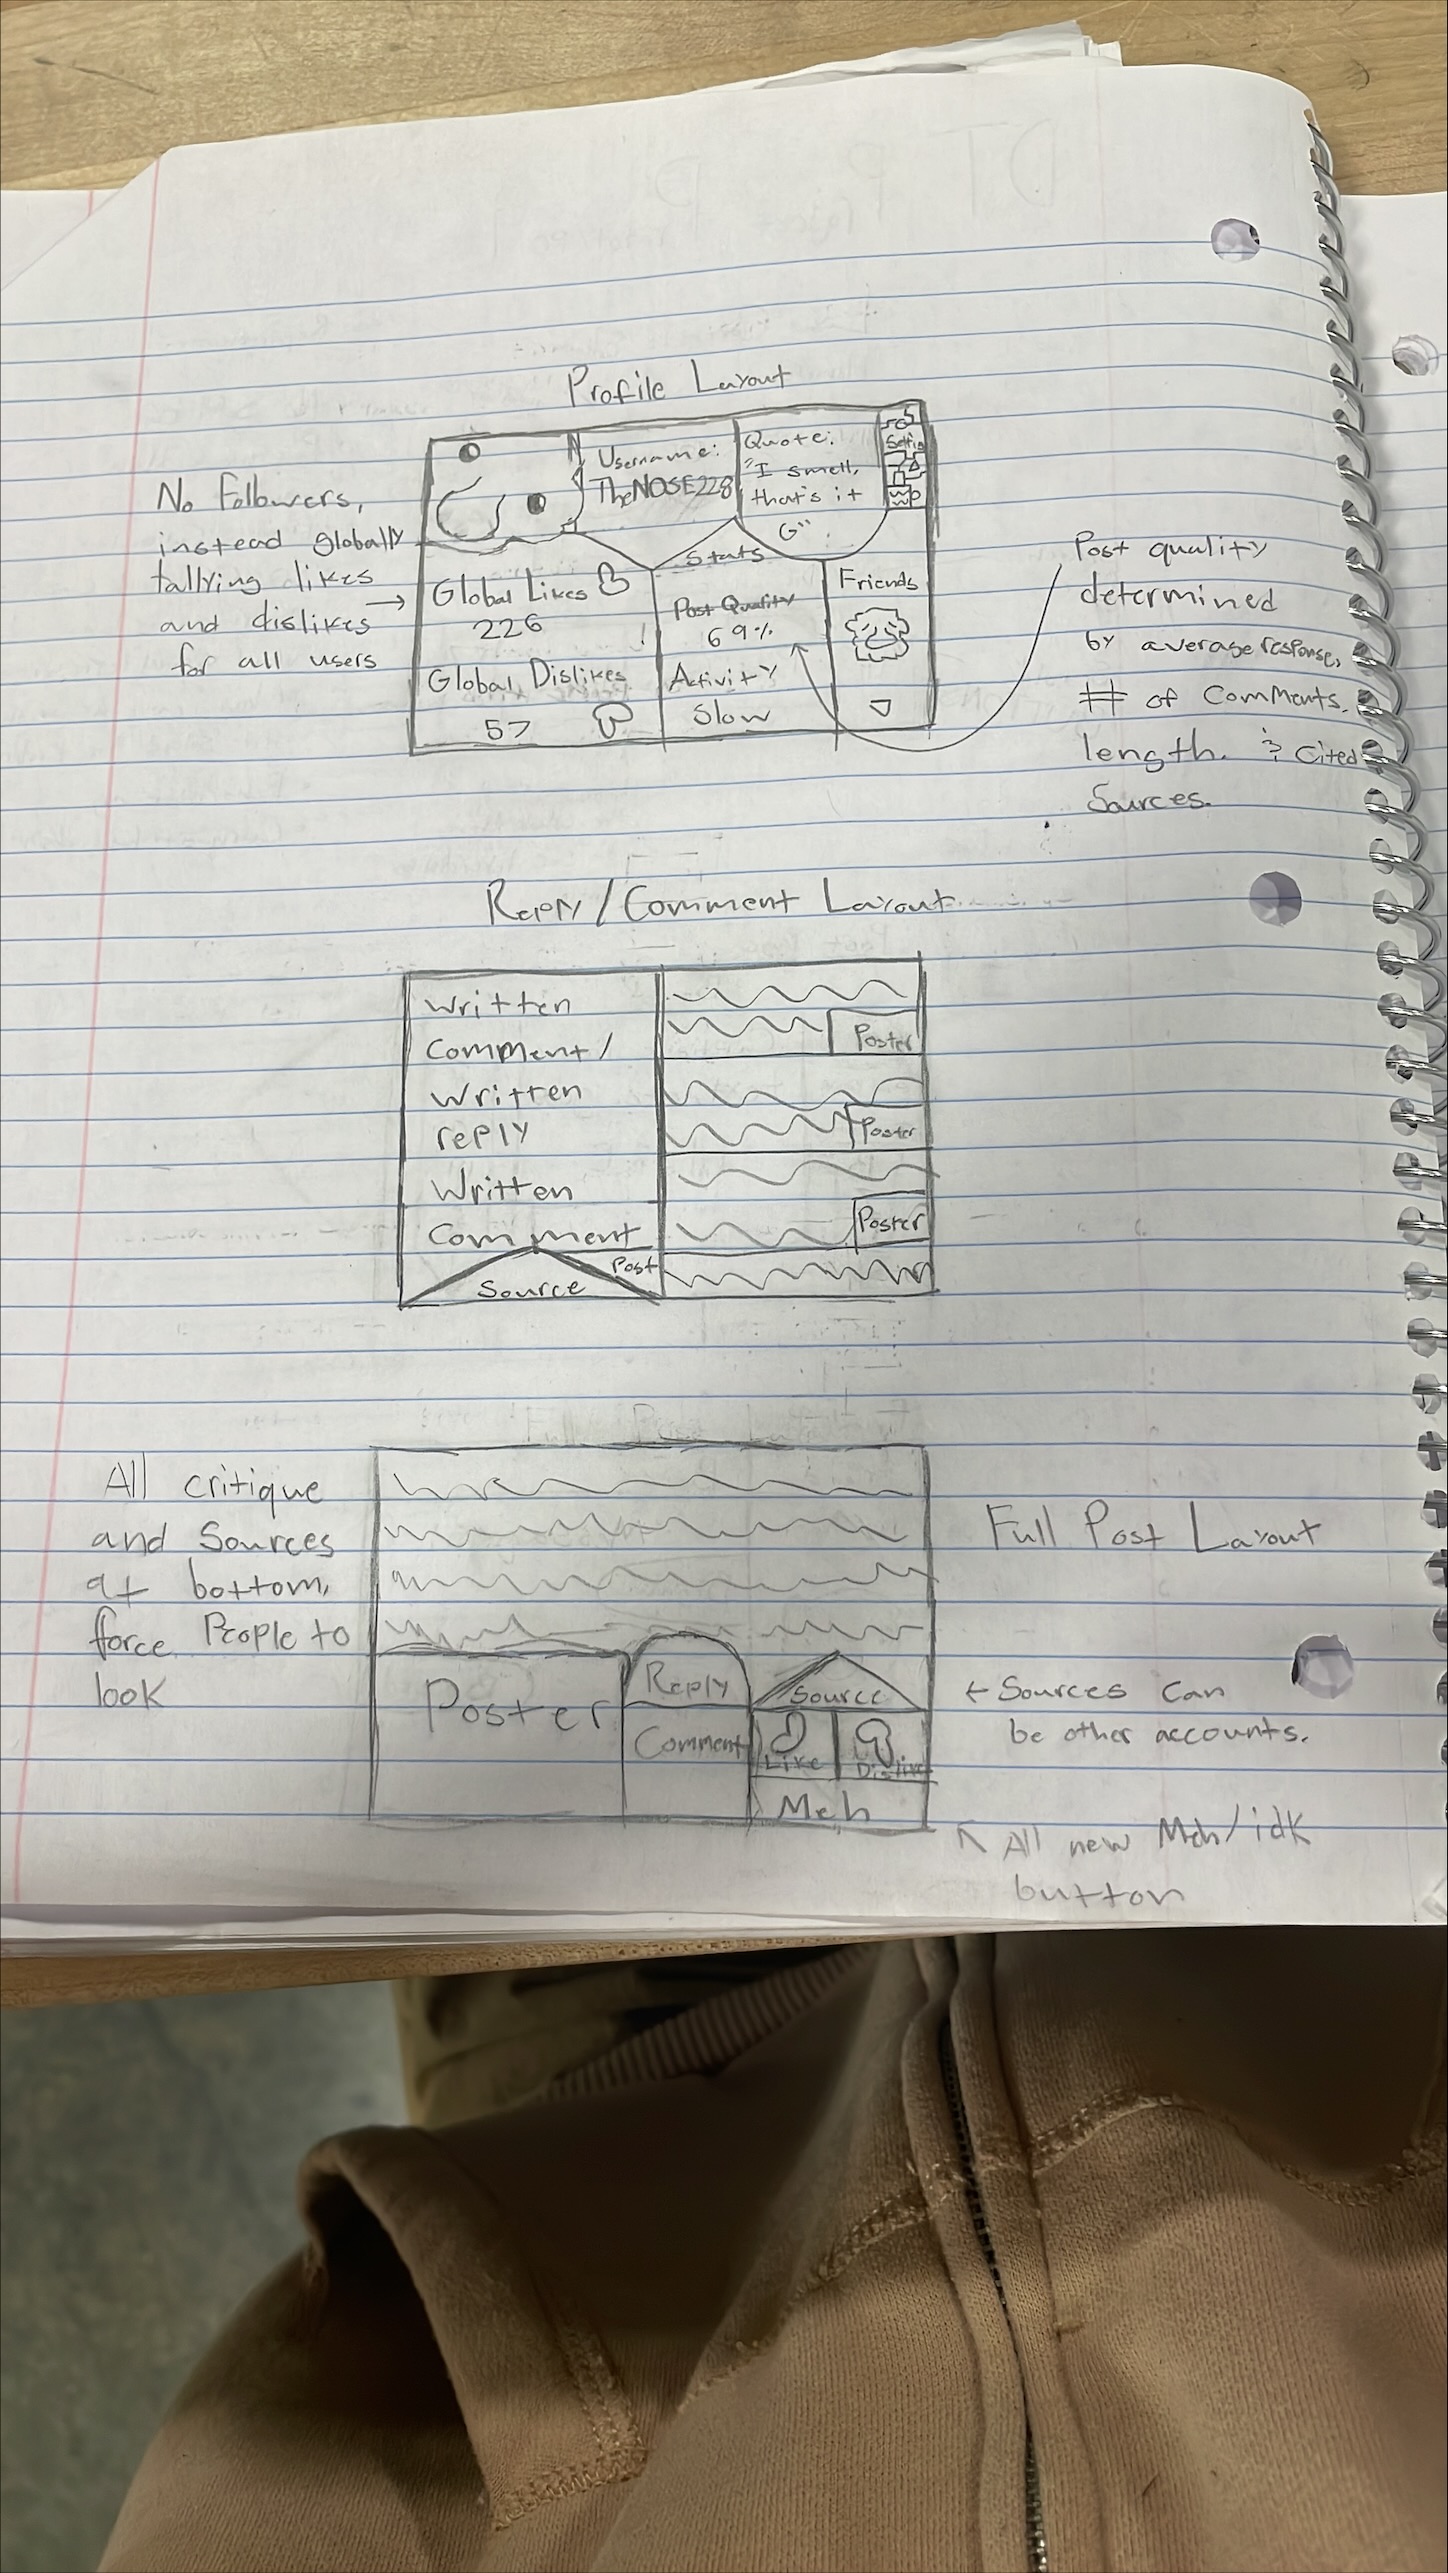 Profile Layout
No Followers,
instead globally
tallying likes
and dislikes →
for all users
Username:
TheNOSE228
Quote:
"I smell,
that's it
G"
Stats
Global Likes
226
Global Dislikes
57
Post Quality
69%
Activity
Slow
Friends
Post quality
determined
by average response,
# of Comments,
length. & Cited
Sources.
Reply/Comment Layout
Written
Comment/
Written
reply
Written
Comment
Source
Post
Poster
Poster
Poster
All critique
and Sources
at bottom,
force People to
look
Full Post Layout
Poster
Reply
Comment
Source
Like
Dislike
Meh
← Sources Can
be other accounts.
All new Meh/idk
button